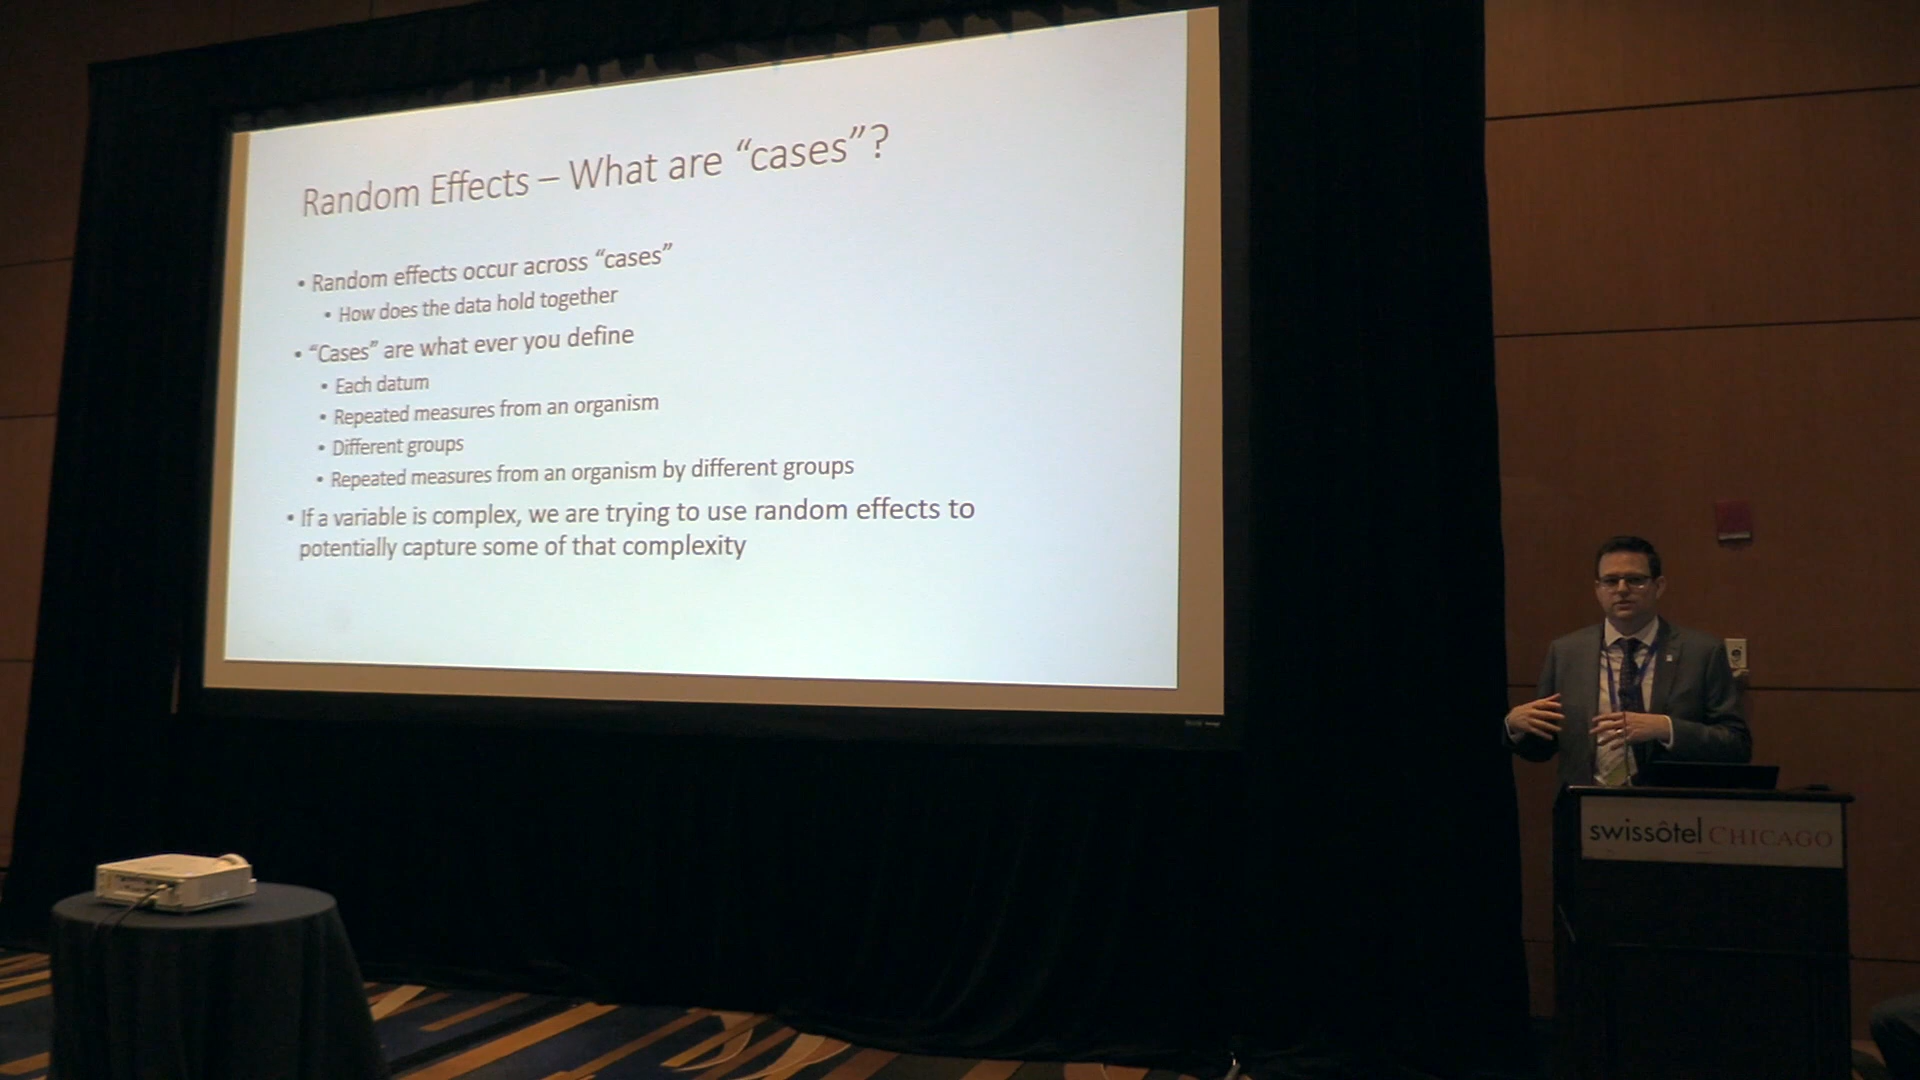 Random Effects – What are “cases”?
• Random effects occur across “cases”
• How does the data hold together
• “Cases” are what ever you define
• Each datum
• Repeated measures from an organism
• Different groups
• Repeated measures from an organism by different groups
• If a variable is complex, we are trying to use random effects to
potentially capture some of that complexity
swissôtel CHICAGO